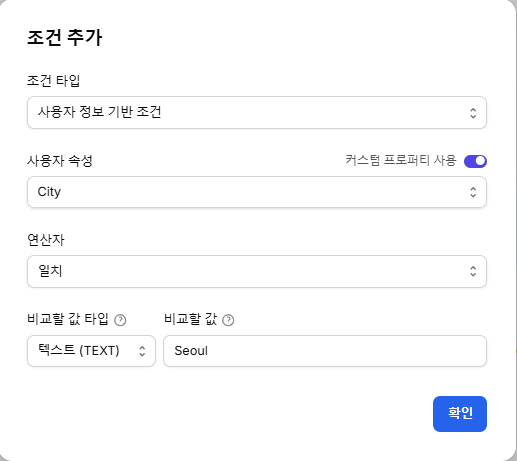 조건 추가
조건 타입
사용자 정보 기반 조건
사용자 속성 커스텀 프로퍼티 사용
City
연산자
일치
비교할 값 타입 ? 비교할 값 ?
텍스트 (TEXT) Seoul
확인